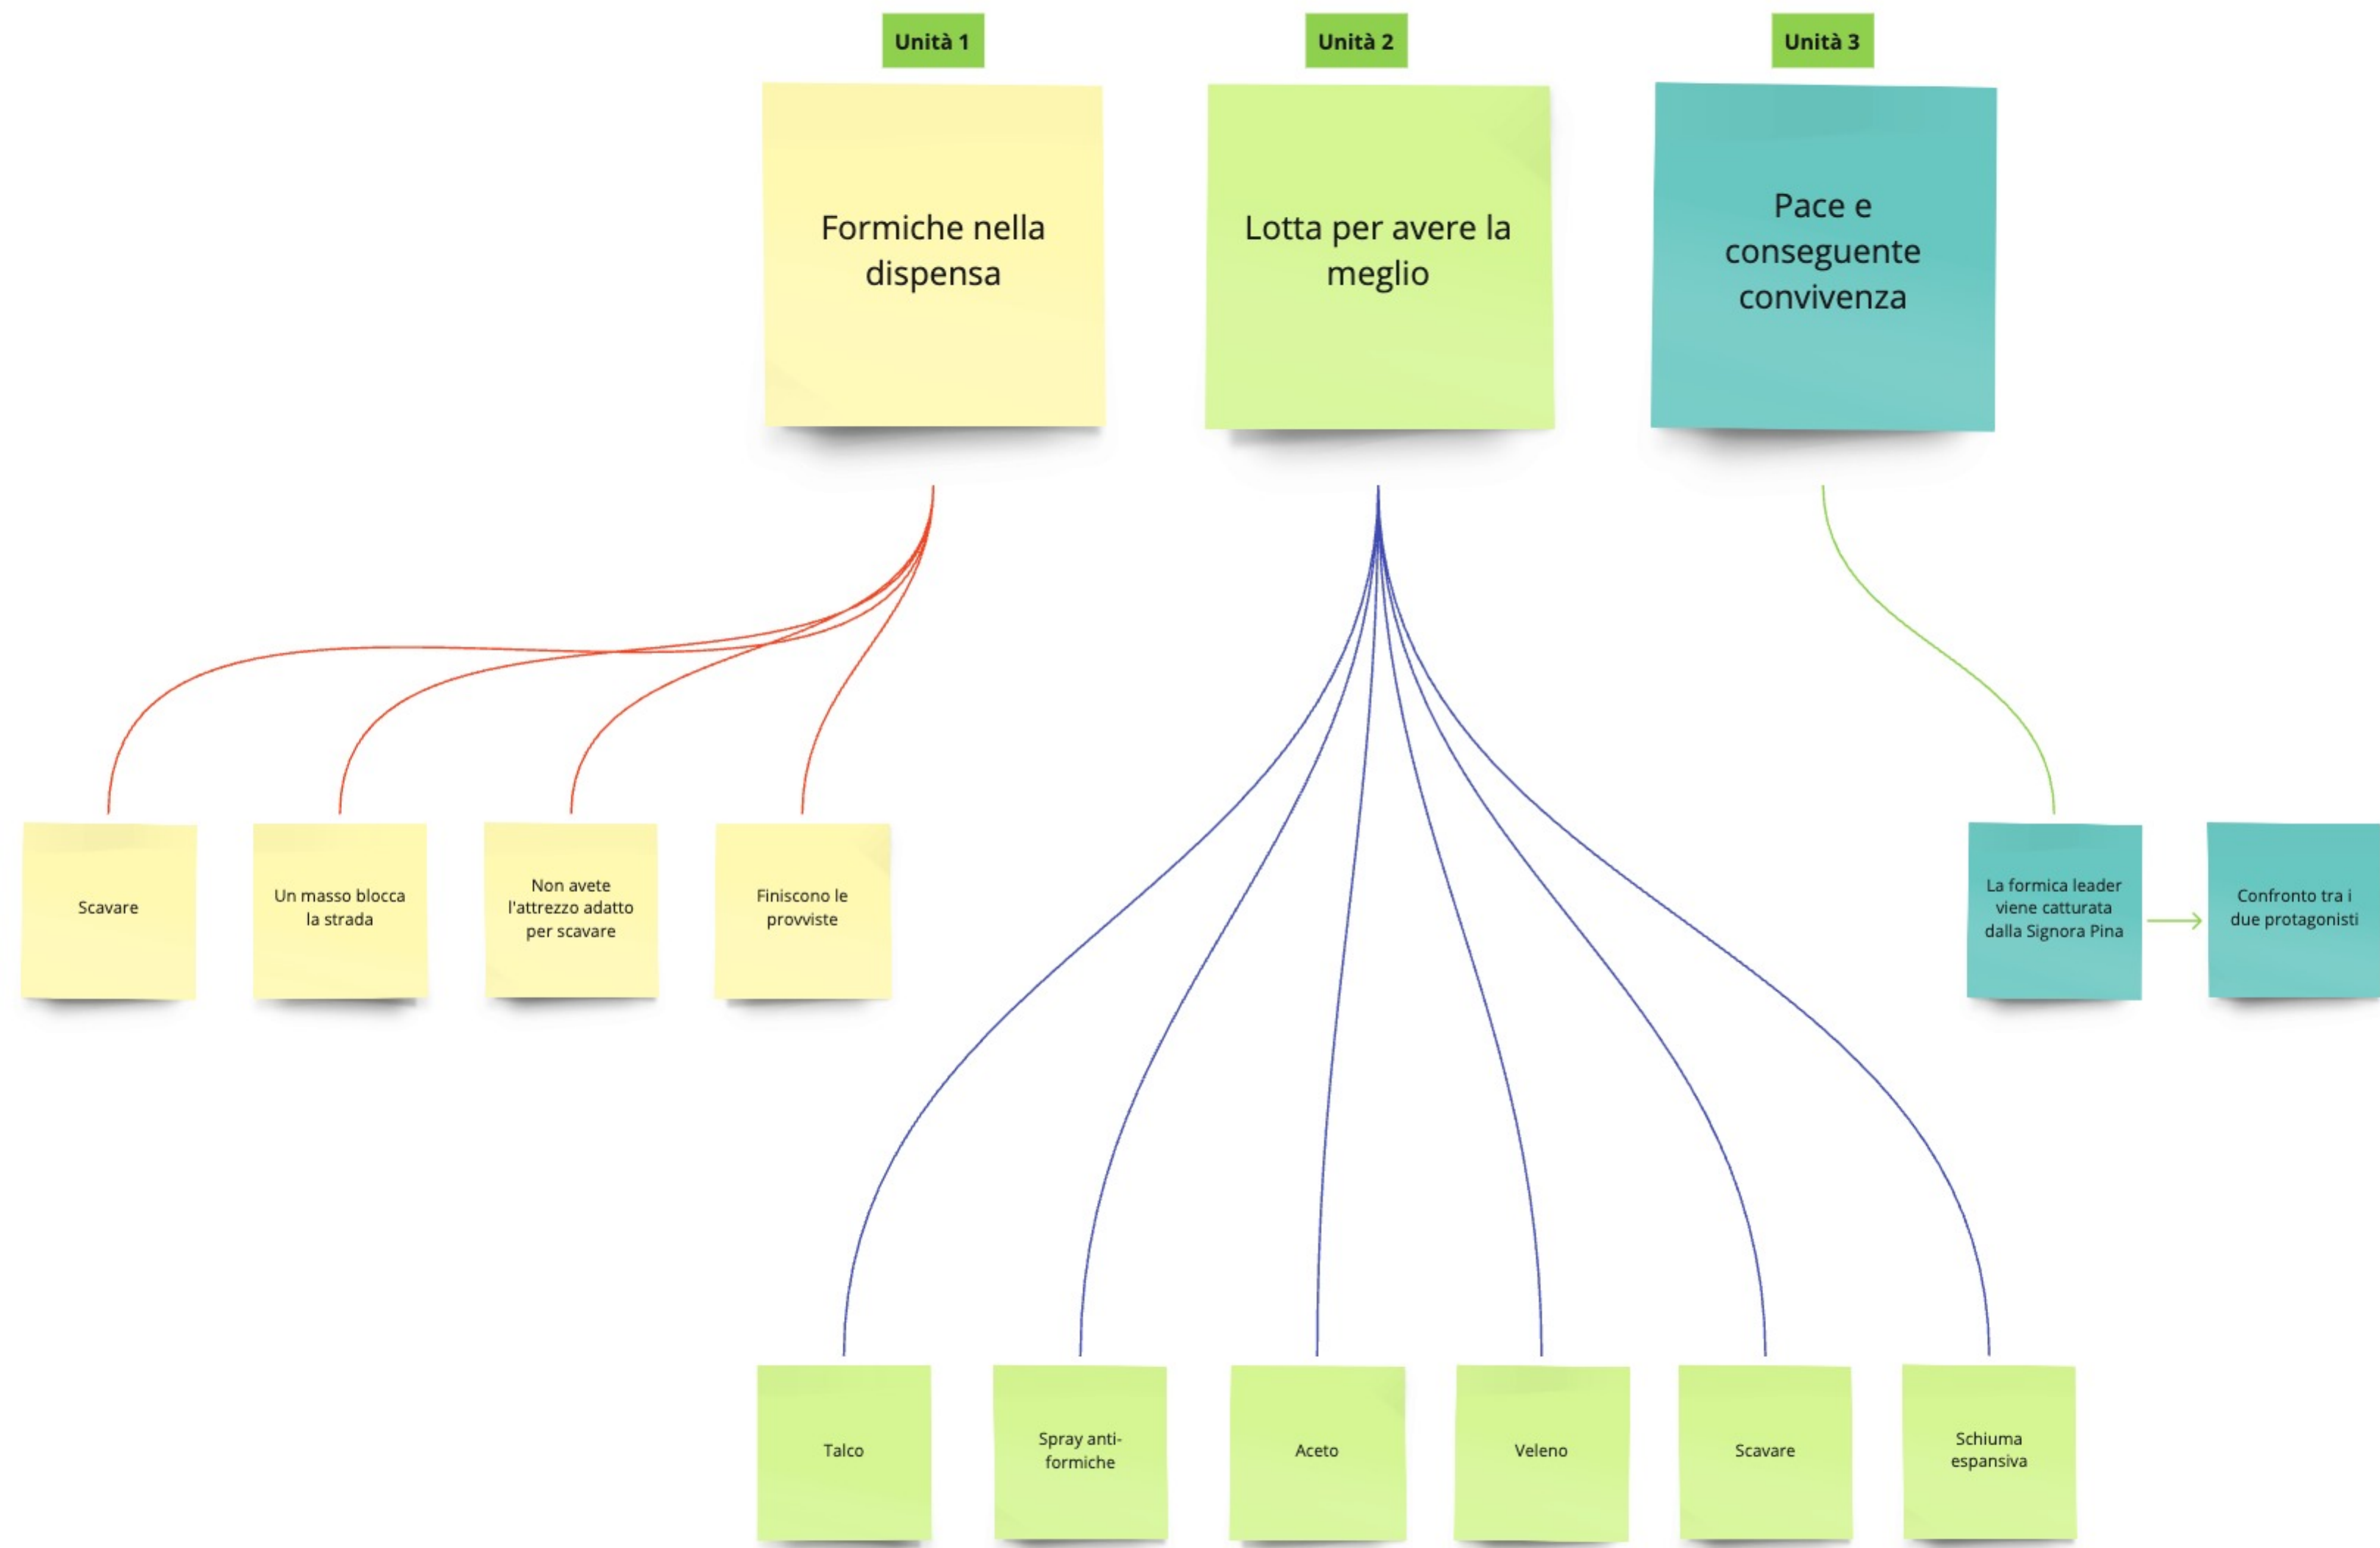 Unità 1
Unità 2
Unità 3
Formiche nella
dispensa
Lotta per avere la
meglio
Pace e
conseguente
convivenza
Scavare
Un masso blocca
la strada
Non avete
l'attrezzo adatto
per scavare
Finiscono le
provviste
La formica leader
viene catturata
dalla Signora Pina
Confronto tra i
due protagonisti
Talco
Spray anti-
formiche
Aceto
Veleno
Scavare
Schiuma
espansiva